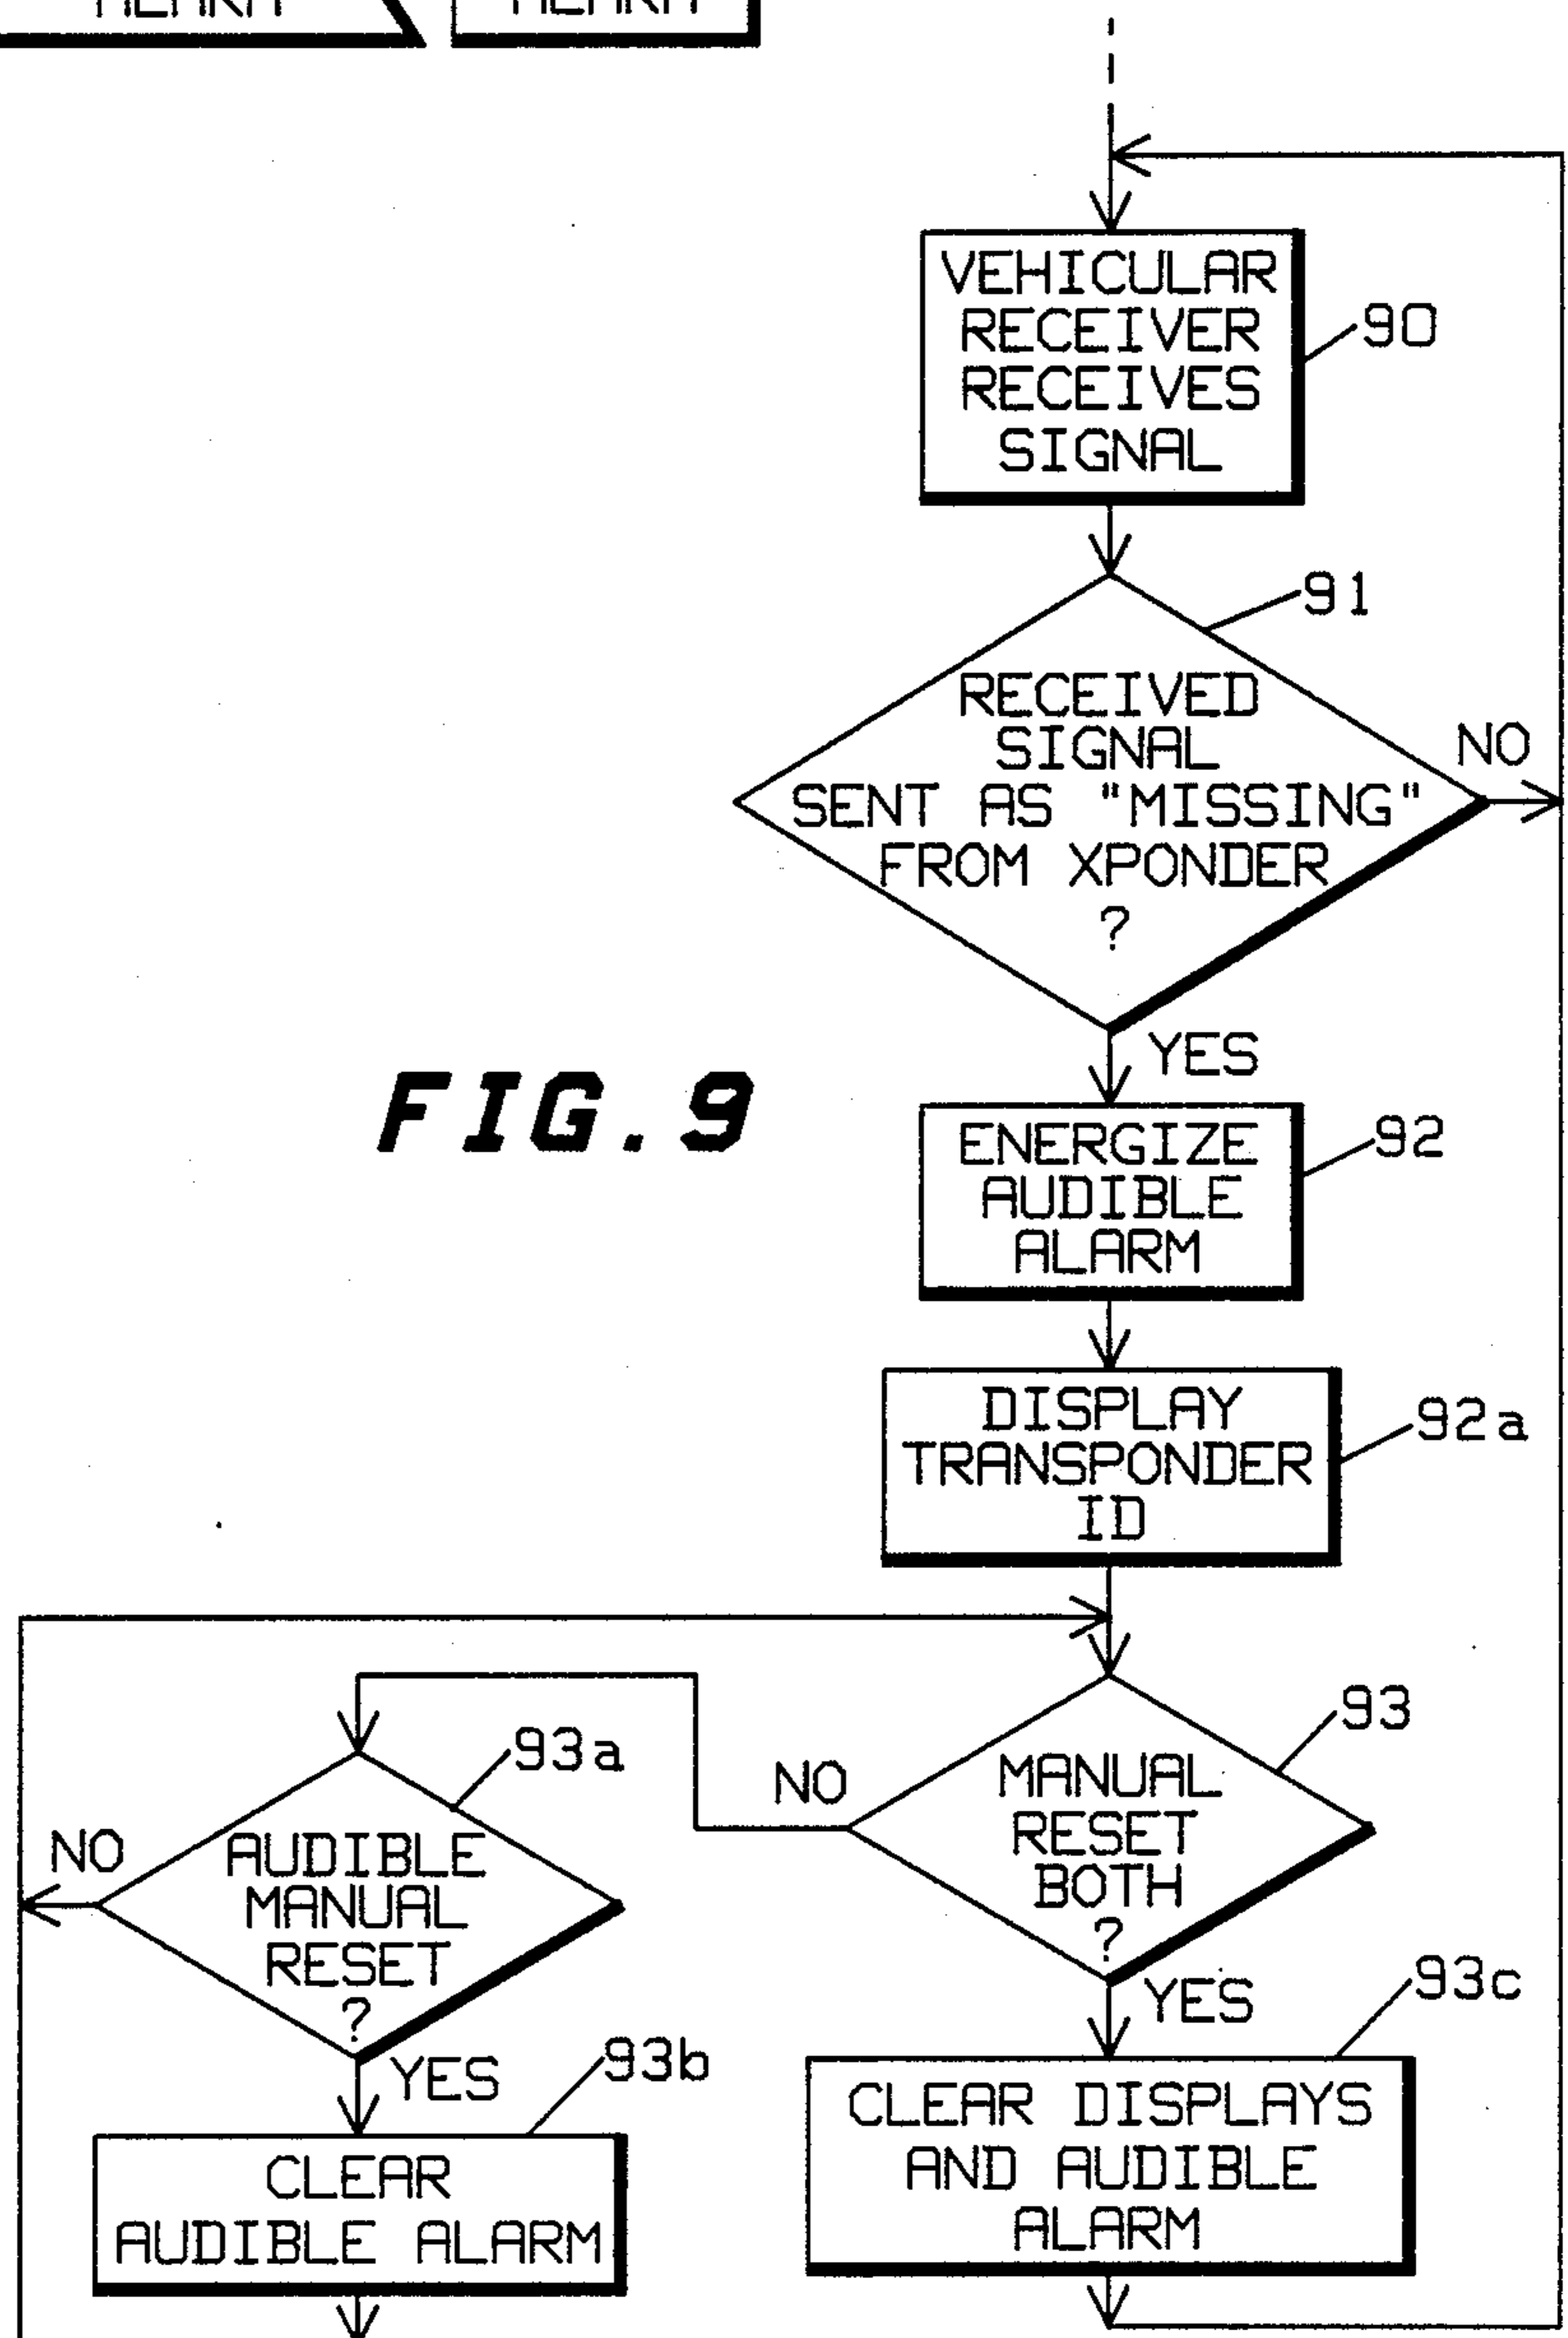 ALARM
ALARM
VEHICULAR
RECEIVER
RECEIVES
SIGNAL
90
91
RECEIVED
SIGNAL
SENT AS "MISSING"
FROM XPONDER
?
NO
YES
FIG.9
ENERGIZE
AUDIBLE
ALARM
92
DISPLAY
TRANSPONDER
ID
92a
93
MANUAL
RESET
BOTH
?
NO
YES
93a
AUDIBLE
MANUAL
RESET
?
NO
YES
93b
CLEAR
AUDIBLE ALARM
93c
CLEAR DISPLAYS
AND AUDIBLE
ALARM